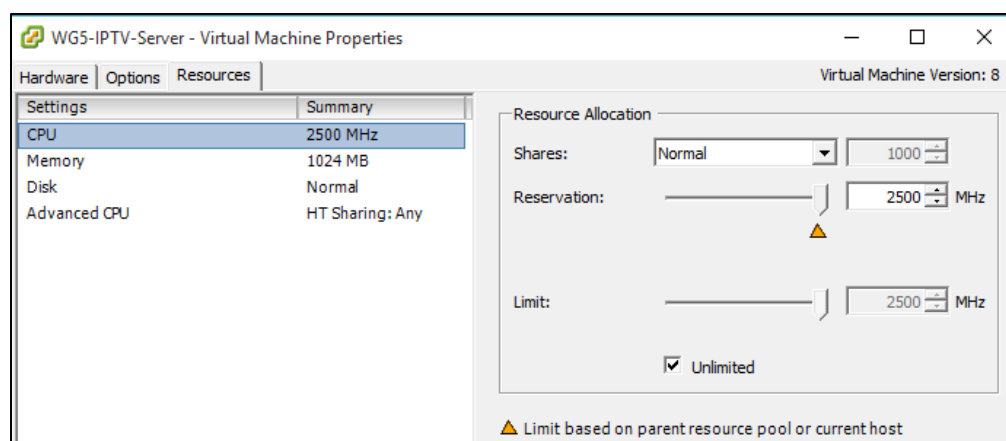 WG5-IPTV-Server - Virtual Machine Properties
Hardware Options Resources Virtual Machine Version: 8
Settings Summary
CPU 2500 MHz
Memory 1024 MB
Disk Normal
Advanced CPU HT Sharing: Any
Resource Allocation
Shares: Normal 1000
Reservation: 2500 MHz
Limit: 2500 MHz
Unlimited
Limit based on parent resource pool or current host